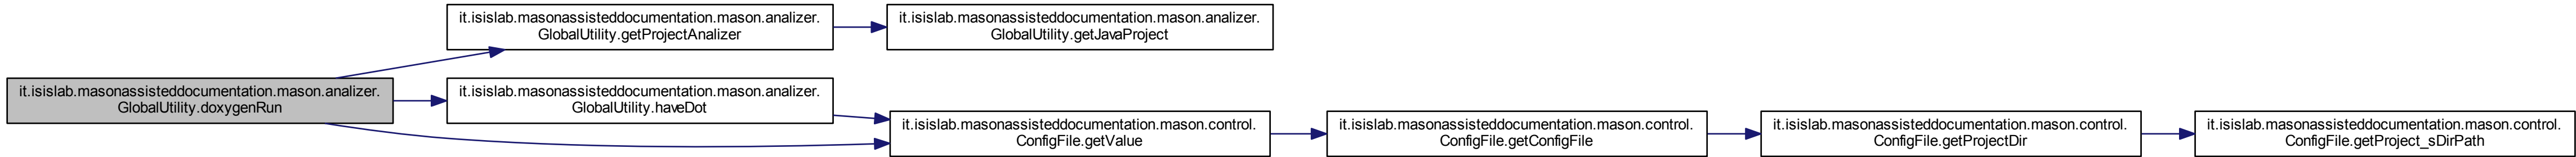 it.isislab.masonassisteddocumentation.mason.analizer.
GlobalUtility.doxygenRun
it.isislab.masonassisteddocumentation.mason.analizer.
GlobalUtility.getProjectAnalizer
it.isislab.masonassisteddocumentation.mason.analizer.
GlobalUtility.getJavaProject
it.isislab.masonassisteddocumentation.mason.analizer.
GlobalUtility.haveDot
it.isislab.masonassisteddocumentation.mason.control.
ConfigFile.getValue
it.isislab.masonassisteddocumentation.mason.control.
ConfigFile.getConfigFile
it.isislab.masonassisteddocumentation.mason.control.
ConfigFile.getProjectDir
it.isislab.masonassisteddocumentation.mason.control.
ConfigFile.getProject_sDirPath